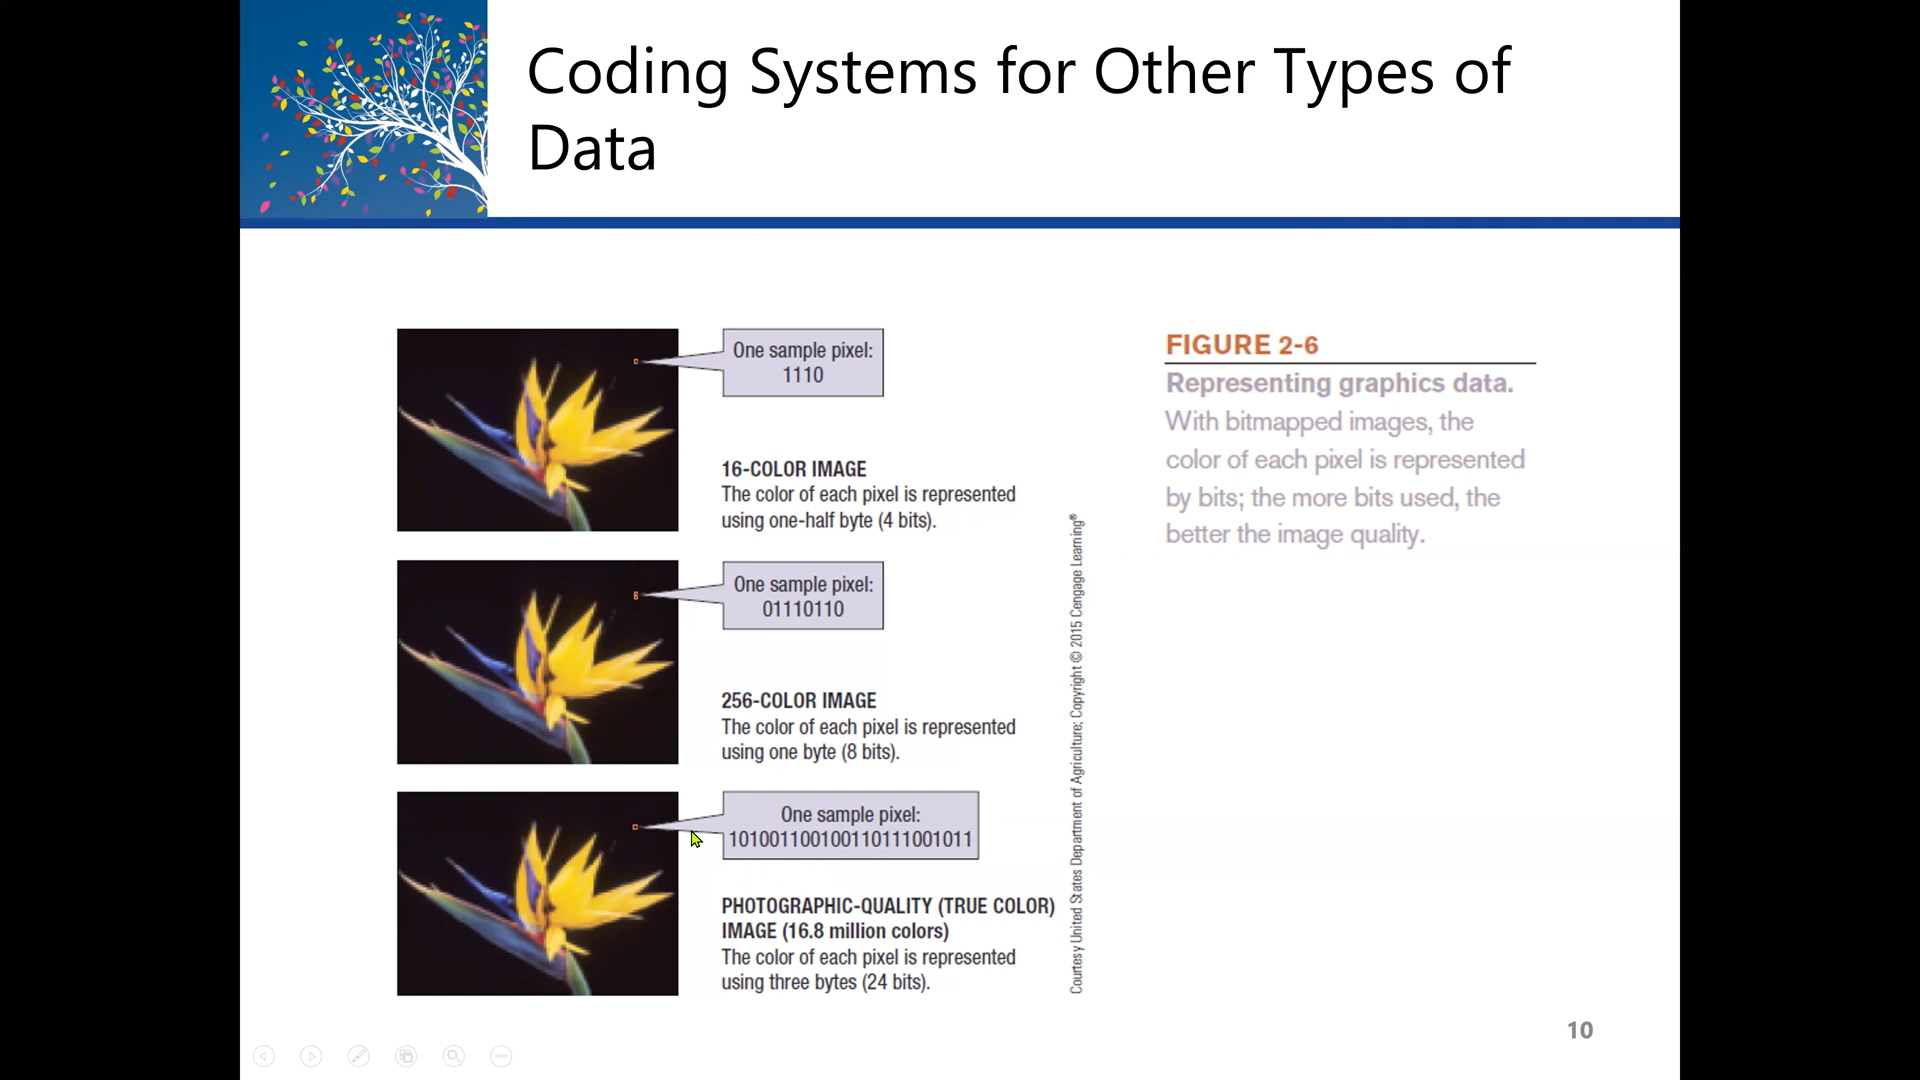 Coding Systems for Other Types of
Data
One sample pixel:
1110
16-COLOR IMAGE
The color of each pixel is represented
using one-half byte (4 bits).
One sample pixel:
01110110
256-COLOR IMAGE
The color of each pixel is represented
using one byte (8 bits).
One sample pixel:
101001100100110111001011
PHOTOGRAPHIC-QUALITY (TRUE COLOR)
IMAGE (16.8 million colors)
The color of each pixel is represented
using three bytes (24 bits).
Courtesy United States Department of Agriculture; Copyright © 2015 Cengage Learning®
FIGURE 2-6
Representing graphics data.
With bitmapped images, the
color of each pixel is represented
by bits; the more bits used, the
better the image quality.
10